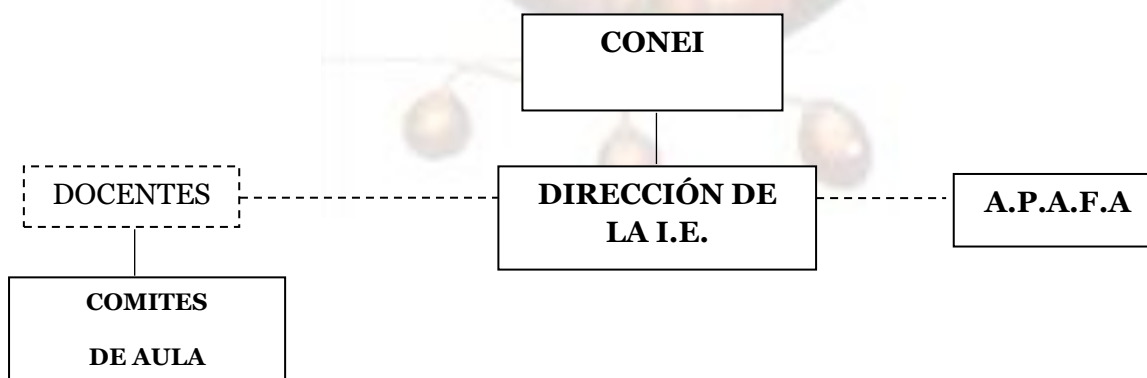 CONEI
DOCENTES
DIRECCIÓN DE
LA I.E.
A.P.A.F.A
COMITES
DE AULA